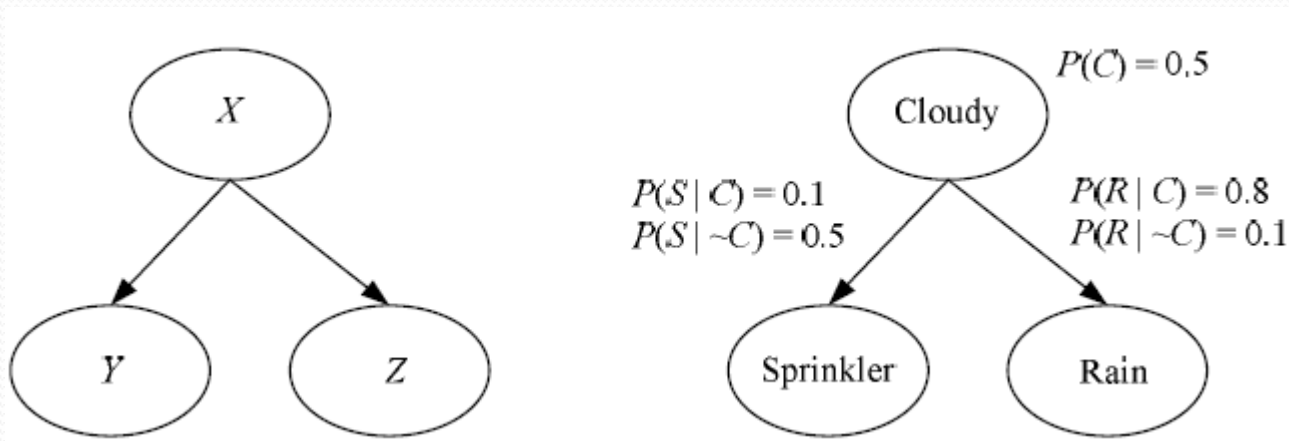 X
Y
Z
P(C) = 0.5
Cloudy
P(S | C) = 0.1
P(S | ~C) = 0.5
P(R | C) = 0.8
P(R | ~C) = 0.1
Sprinkler
Rain